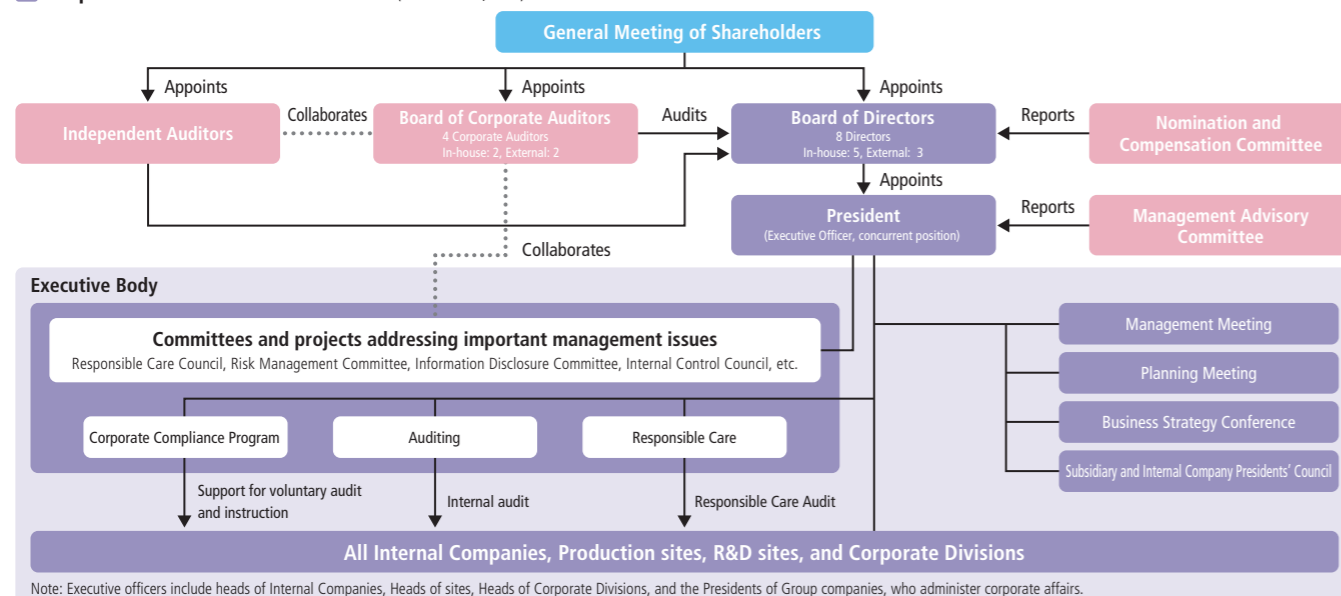 General Meeting of Shareholders
Appoints
Appoints
Appoints
Independent Auditors
Collaborates
Board of Corporate Auditors
4 Corporate Auditors
In-house: 2, External: 2
Audits
Board of Directors
8 Directors
In-house: 5, External: 3
Reports
Nomination and
Compensation Committee
Appoints
President
(Executive Officer, concurrent position)
Reports
Management Advisory
Committee
Collaborates
Executive Body
Committees and projects addressing important management issues
Responsible Care Council, Risk Management Committee, Information Disclosure Committee, Internal Control Council, etc.
Management Meeting
Planning Meeting
Business Strategy Conference
Subsidiary and Internal Company Presidents' Council
Corporate Compliance Program
Auditing
Responsible Care
Support for voluntary audit
and instruction
Internal audit
Responsible Care Audit
All Internal Companies, Production sites, R&D sites, and Corporate Divisions
Note: Executive officers include heads of Internal Companies, Heads of sites, Heads of Corporate Divisions, and the Presidents of Group companies, who administer corporate affairs.